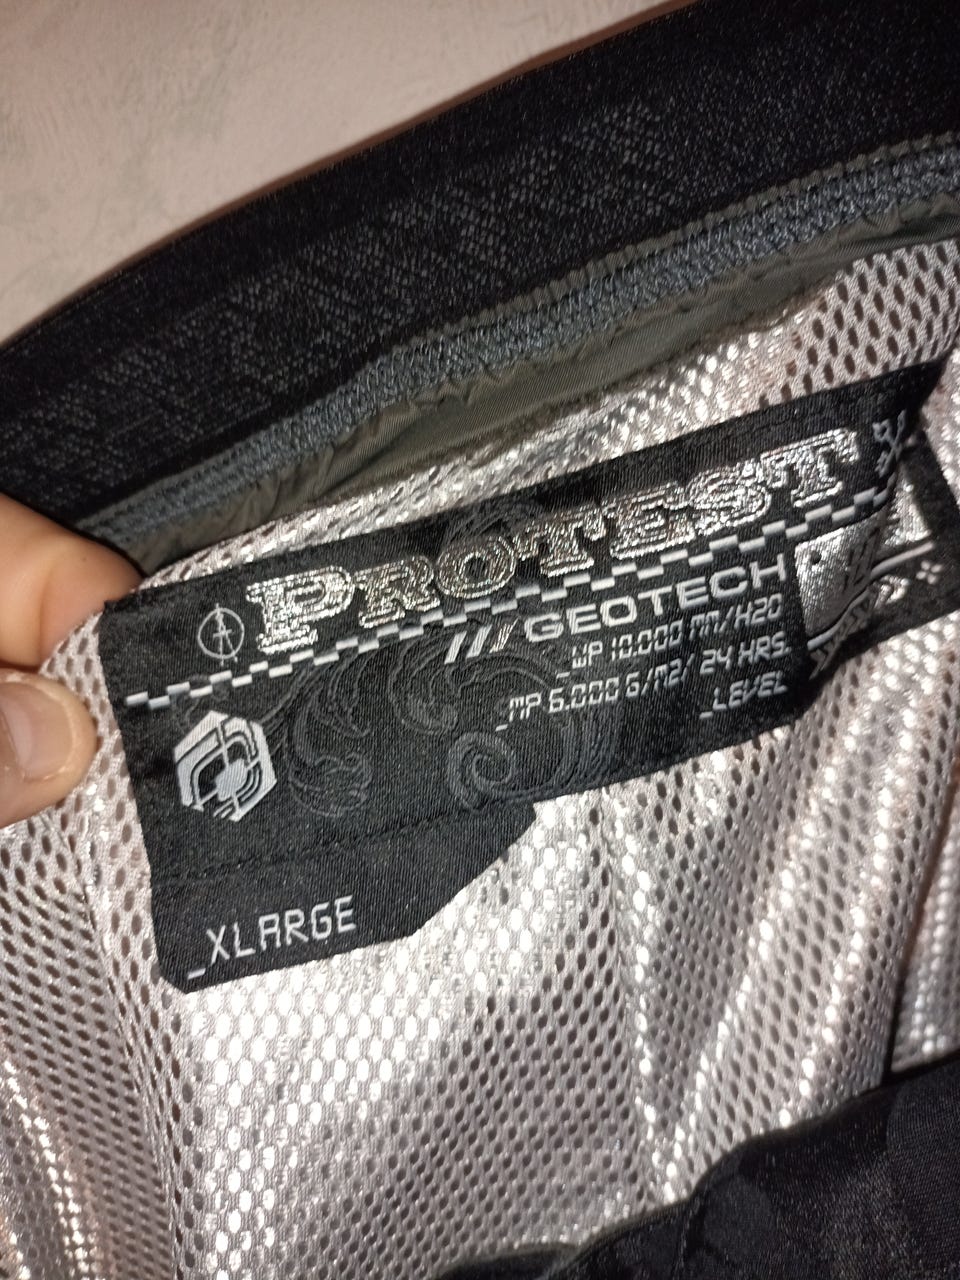 PROTEST
///GEOTECH
_WP 10.000 MM/H2O
_MP 6.000 G/M2/ 24 HRS.
_LEVEL
_XLARGE